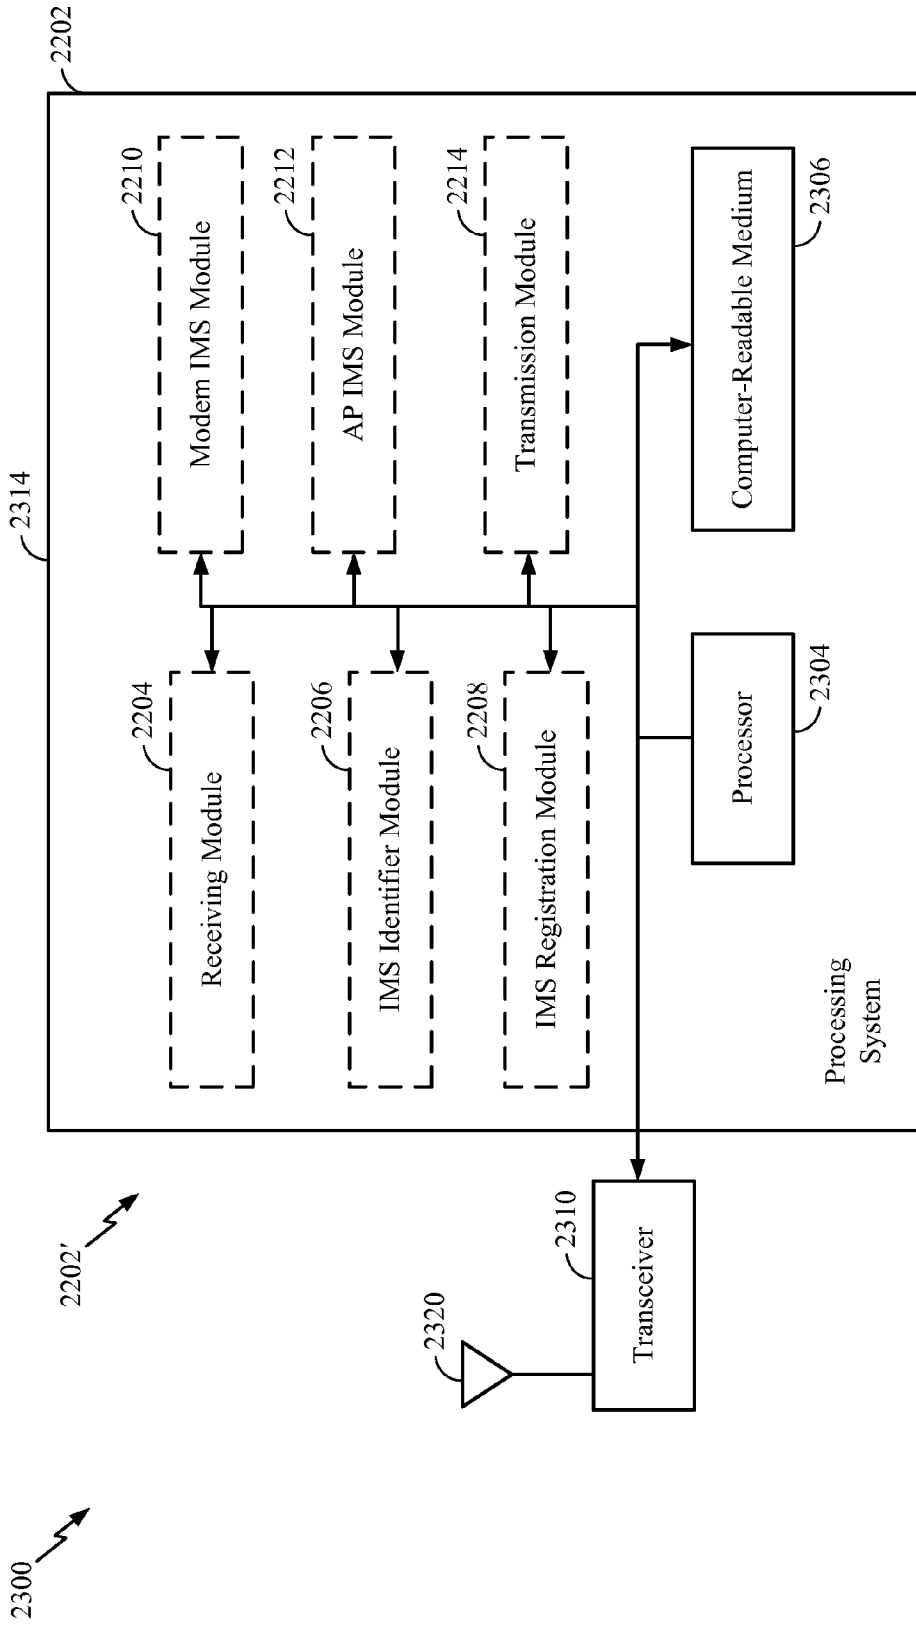 2300
2202'
2314
2202
2204
Receiving Module
2210
Modem IMS Module
2206
IMS Identifier Module
2212
AP IMS Module
2208
IMS Registration Module
2214
Transmission Module
2320
2310
Transceiver
Processor
2304
Computer-Readable Medium
2306
Processing
System